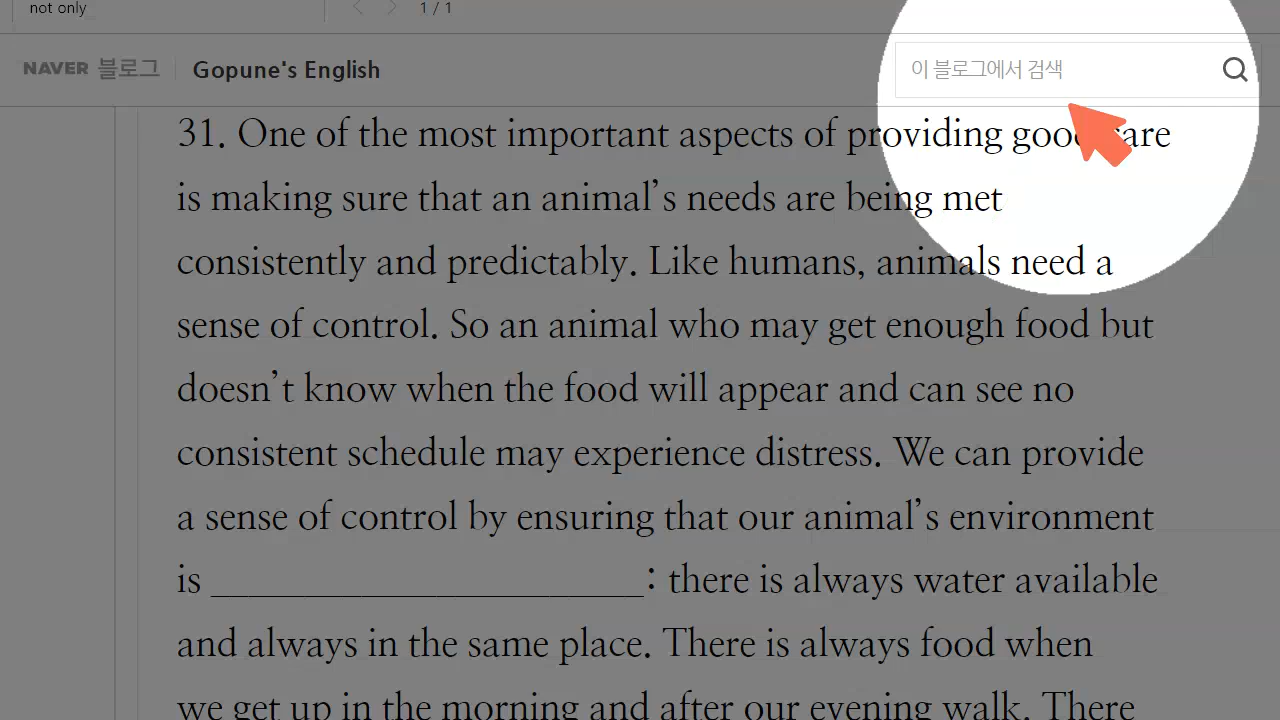 not only
1 / 1
NAVER 블로그 Gopune's English
이 블로그에서 검색
31. One of the most important aspects of providing good care
is making sure that an animal’s needs are being met
consistently and predictably. Like humans, animals need a
sense of control. So an animal who may get enough food but
doesn’t know when the food will appear and can see no
consistent schedule may experience distress. We can provide
a sense of control by ensuring that our animal’s environment
is ____________________: there is always water available
and always in the same place. There is always food when
we get up in the morning and after our evening walk. There